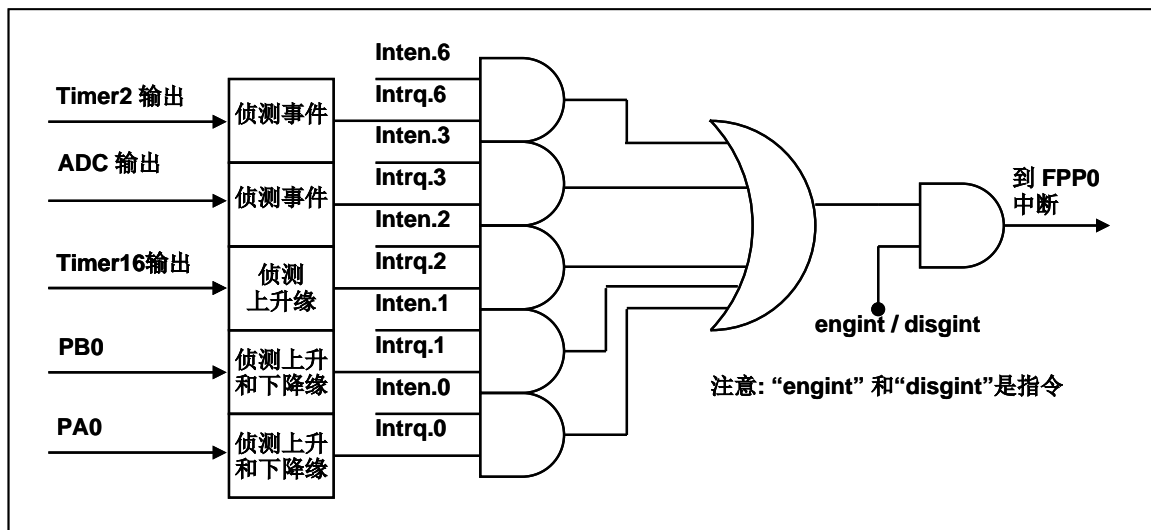 Inten.6
Timer2 输出
侦测事件
Intrq.6
Inten.3
ADC 输出
侦测事件
Intrq.3
Inten.2
Timer16输出
侦测
上升缘
Intrq.2
Inten.1
PB0
侦测上升
和下降缘
Intrq.1
Inten.0
PA0
侦测上升
和下降缘
Intrq.0
到 FPP0
中断
engint / disgint
注意: “engint” 和“disgint”是指令